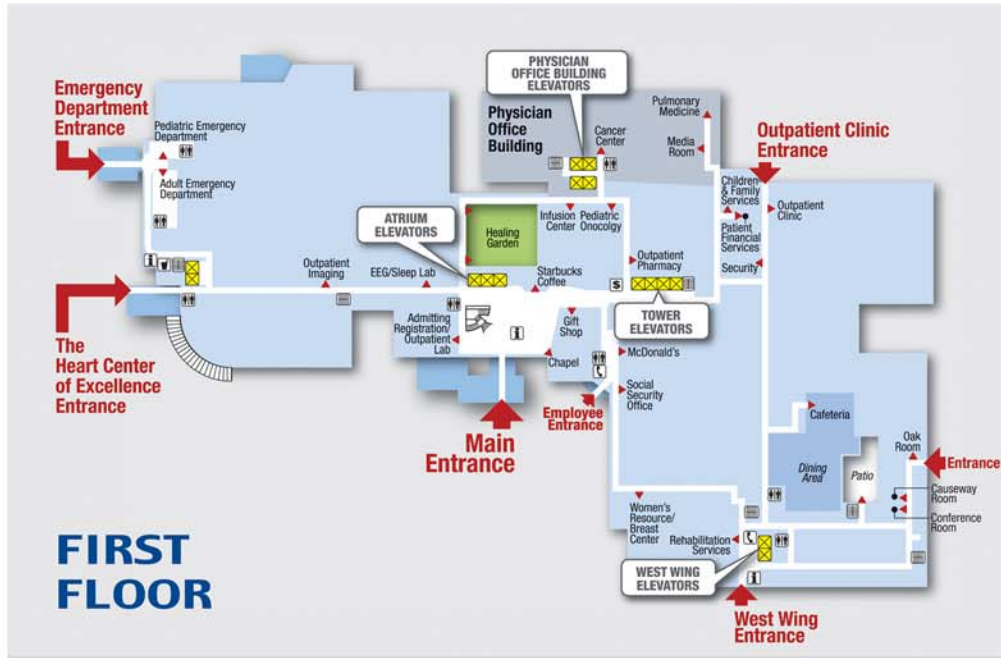 Emergency
Department
Entrance
Pediatric Emergency
Department
Adult Emergency
Department
The
Heart Center
of Excellence
Entrance
Outpatient
Imaging
EEG/Sleep Lab
ATRIUM
ELEVATORS
Healing
Garden
Admitting
Registration/
Outpatient
Lab
Starbucks
Coffee
Gift
Shop
Chapel
Main
Entrance
Employee
Entrance
PHYSICIAN
OFFICE BUILDING
ELEVATORS
Physician
Office
Building
Cancer
Center
Infusion
Center
Pediatric
Onocolgy
Pulmonary
Medicine
Media
Room
Outpatient Clinic
Entrance
Children
& Family
Services
Patient
Financial
Services
Outpatient
Clinic
Security
Outpatient
Pharmacy
$
TOWER
ELEVATORS
McDonald's
Social
Security
Office
Cafeteria
Dining
Area
Patio
Oak
Room
Entrance
Causeway
Room
Conference
Room
Women's
Resource/
Breast
Center
Rehabilitation
Services
WEST WING
ELEVATORS
West Wing
Entrance
FIRST
FLOOR